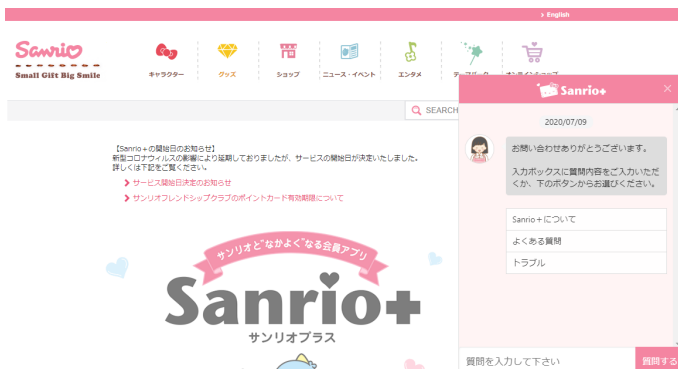 > English
Sanrio
Small Gift Big Smile
キャラクター
グッズ
ショップ
ニュース・イベント
エンタメ
テーマパーク
オンラインショップ
SEARCH
【Sanrio＋の開始日のお知らせ】
新型コロナウィルスの影響により延期しておりましたが、サービスの開始日が決定いたしました。
詳しくは下記をご覧ください。
サービス開始日決定のお知らせ
サンリオフレンドシップクラブのポイントカード有効期限について
サンリオと"なかよく"なる会員アプリ
Sanrio+
サンリオプラス
Sanrio+
×
2020/07/09
お問い合わせありがとうございます。
入力ボックスに質問内容をご入力いただ
くか、下のボタンからお選びください。
Sanrio＋について
よくある質問
トラブル
質問を入力して下さい
質問する